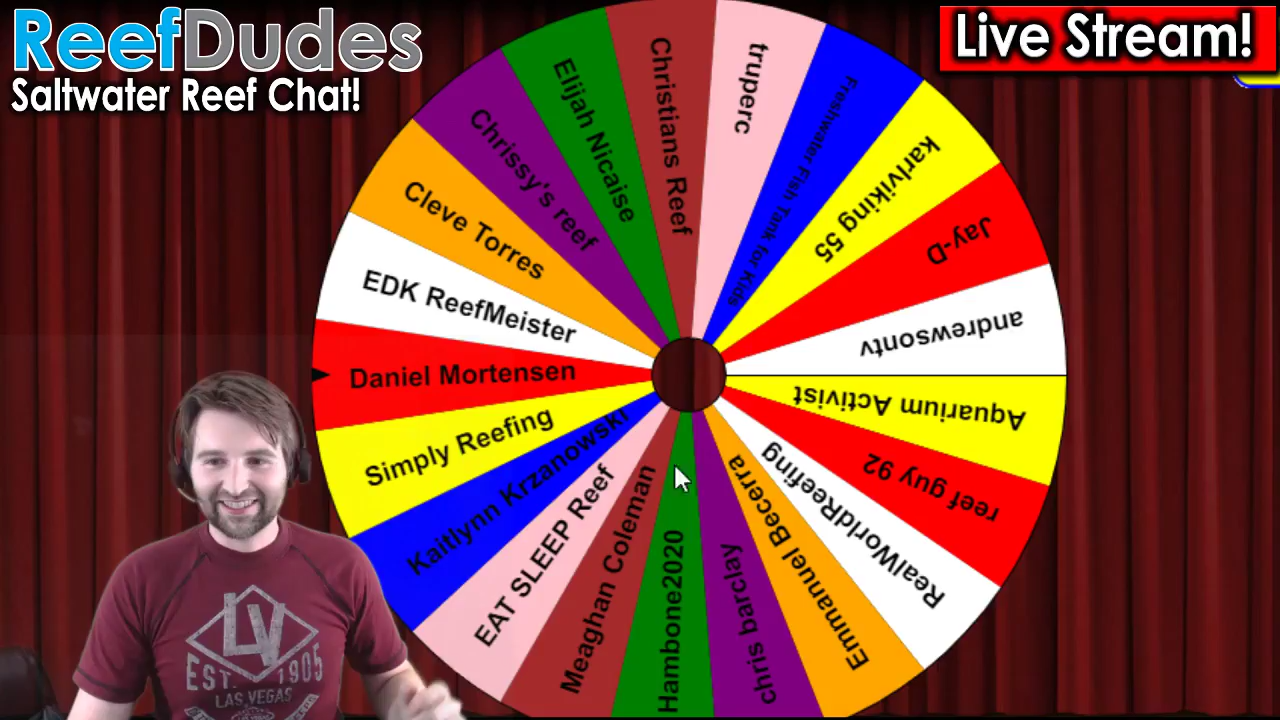 ReefDudes
Saltwater Reef Chat!
Live Stream!
Christians Reef
truperc
Freshwater Fish Tank for Kids
karlviking 55
Jay-D
andrewsontv
Aquarium Activist
reef guy 92
RealWorldReefing
Emmanuel Becerra
chris barclay
Hambone2020
Meaghan Coleman
EAT SLEEP Reef
Kaitlynn Krzanowski
Simply Reefing
Daniel Mortensen
EDK ReefMeister
Cleve Torres
Chrissy's reef
Elijah Nicaise
LV
EST. 1905
LAS VEGAS